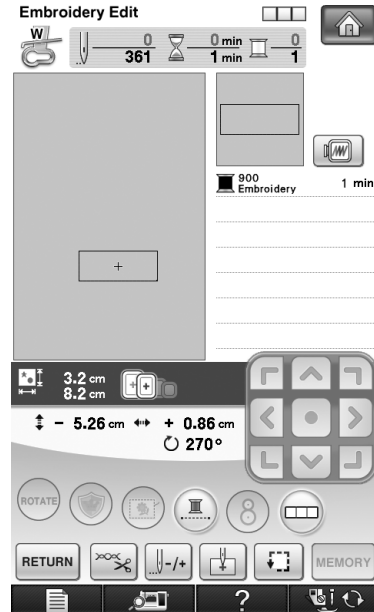 Embroidery Edit
W
0 0 min 0
361 1 min 1
900
Embroidery 1 min
3.2 cm
8.2 cm
- 5.26 cm + 0.86 cm
270°
ROTATE
8
RETURN -/+ MEMORY
? i